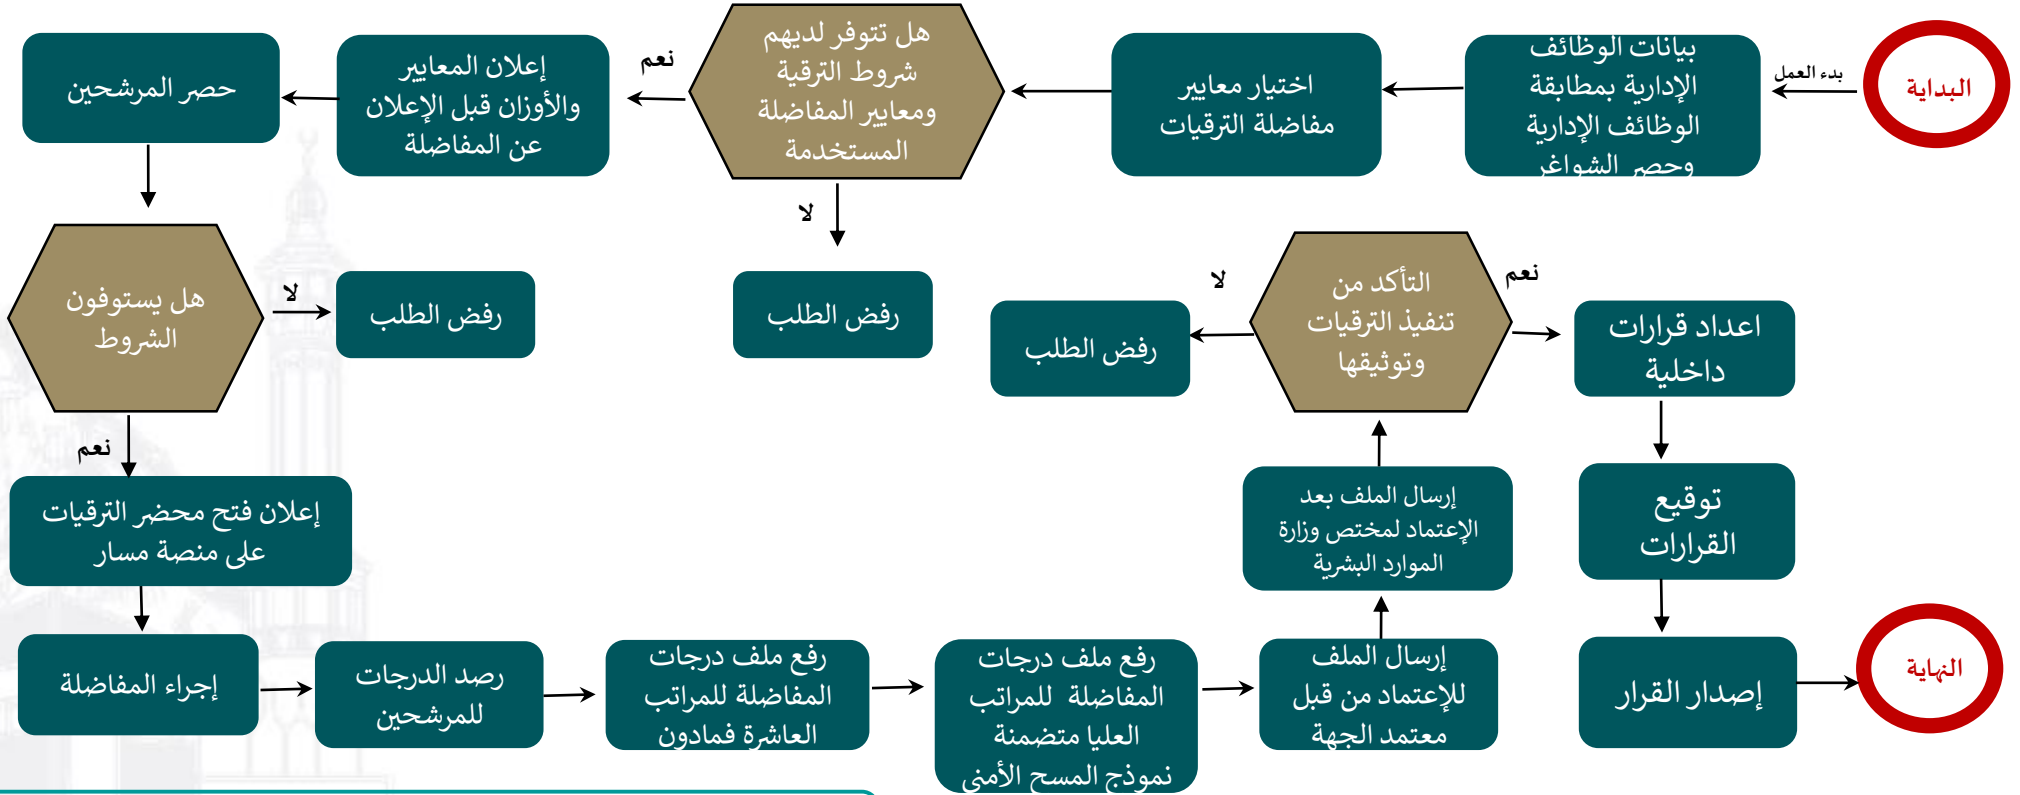 البداية
بدء العمل
بيانات الوظائف
الإدارية بمطابقة
الوظائف الإدارية
وحصر الشواغر
اختيار معايير
مفاضلة الترقيات
هل تتوفر لديهم
شروط الترقية
ومعايير المفاضلة
المستخدمة
نعم
لا
رفض الطلب
إعلان المعايير
والأوزان قبل الإعلان
عن المفاضلة
حصر المرشحين
هل يستوفون
الشروط
لا
رفض الطلب
نعم
إعلان فتح محضر الترقيات
على منصة مسار
إجراء المفاضلة
رصد الدرجات
للمرشحين
رفع ملف درجات
المفاضلة للمراتب
العاشرة فمادون
رفع ملف درجات
المفاضلة للمراتب
العليا متضمنة
نموذج المسح الأمني
إرسال الملف
للإعتماد من قبل
معتمد الجهة
إرسال الملف بعد
الإعتماد لمختص وزارة
الموارد البشرية
التأكد من
تنفيذ الترقيات
وتوثيقها
لا
رفض الطلب
نعم
اعداد قرارات
داخلية
توقيع
القرارات
إصدار القرار
النهاية